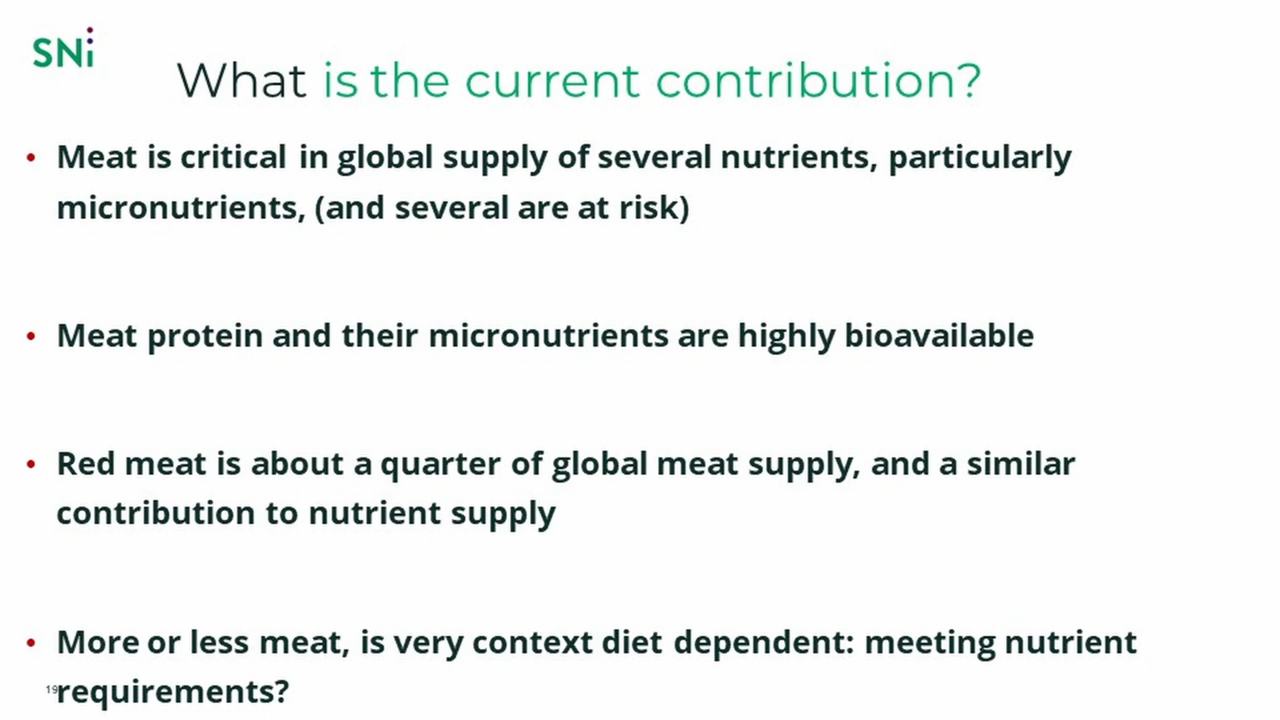 SNi
What is the current contribution?
• Meat is critical in global supply of several nutrients, particularly
micronutrients, (and several are at risk)
• Meat protein and their micronutrients are highly bioavailable
• Red meat is about a quarter of global meat supply, and a similar
contribution to nutrient supply
• More or less meat, is very context diet dependent: meeting nutrient
requirements?
19